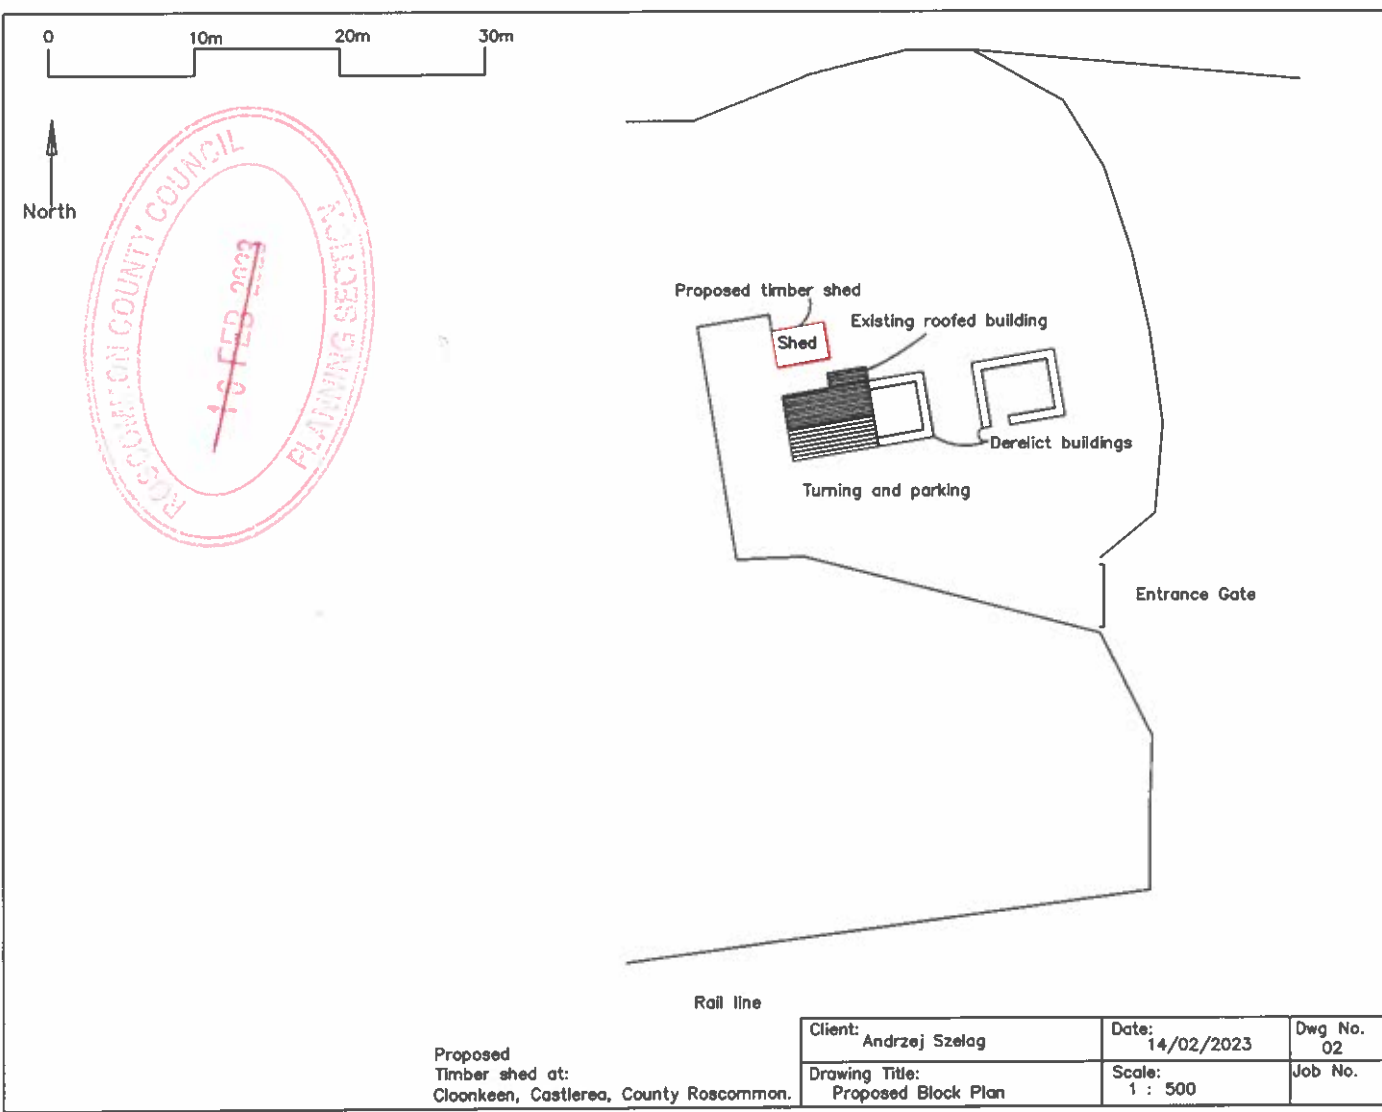 0 10m 20m 30m
North
ROSCOMMON COUNTY COUNCIL
PLANNING SECTION
FEB 2023
Proposed timber shed
Existing roofed building
Shed
Derelict buildings
Turning and parking
Entrance Gate
Rail line
Proposed
Timber shed at:
Cloonkeen, Castlerea, County Roscommon.
Client:
Andrzej Szelag
Date:
14/02/2023
Dwg No.
02
Drawing Title:
Proposed Block Plan
Scale:
1 : 500
Job No.